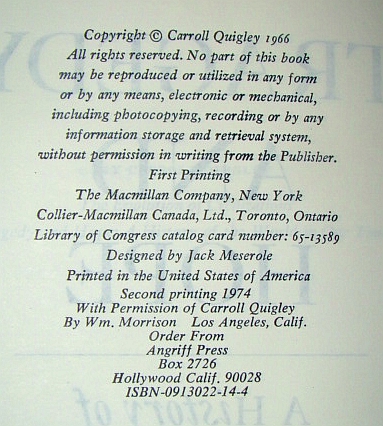 Copyright © Carroll Quigley 1966
All rights reserved. No part of this book
may be reproduced or utilized in any form
or by any means, electronic or mechanical,
including photocopying, recording or by any
information storage and retrieval system,
without permission in writing from the Publisher.
First Printing
The Macmillan Company, New York
Collier-Macmillan Canada, Ltd., Toronto, Ontario
Library of Congress catalog card number: 65-13589
Designed by Jack Meserole
Printed in the United States of America
Second printing 1974
With Permission of Carroll Quigley
By Wm. Morrison Los Angeles, Calif.
Order From
Angriff Press
Box 2726
Hollywood Calif. 90028
ISBN-0913022-14-4
A History of